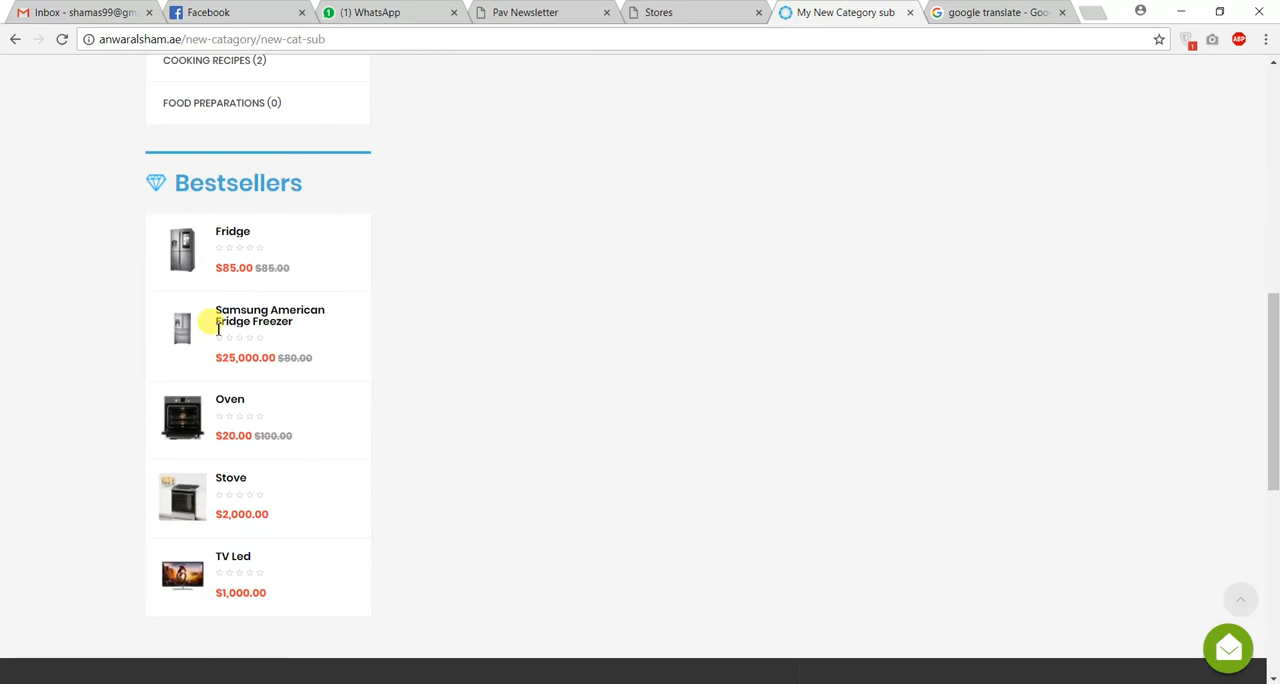 Inbox - shamas99@gm
Facebook
(1) WhatsApp
Pav Newsletter
Stores
My New Category sub
google translate - Goo
anwaralsham.ae/new-catagory/new-cat-sub
1
ABP
COOKING RECIPES (2)
FOOD PREPARATIONS (0)
Bestsellers
Fridge
$85.00 $85.00
Samsung American
Fridge Freezer
$25,000.00 $80.00
Oven
$20.00 $100.00
Stove
$2,000.00
TV Led
$1,000.00